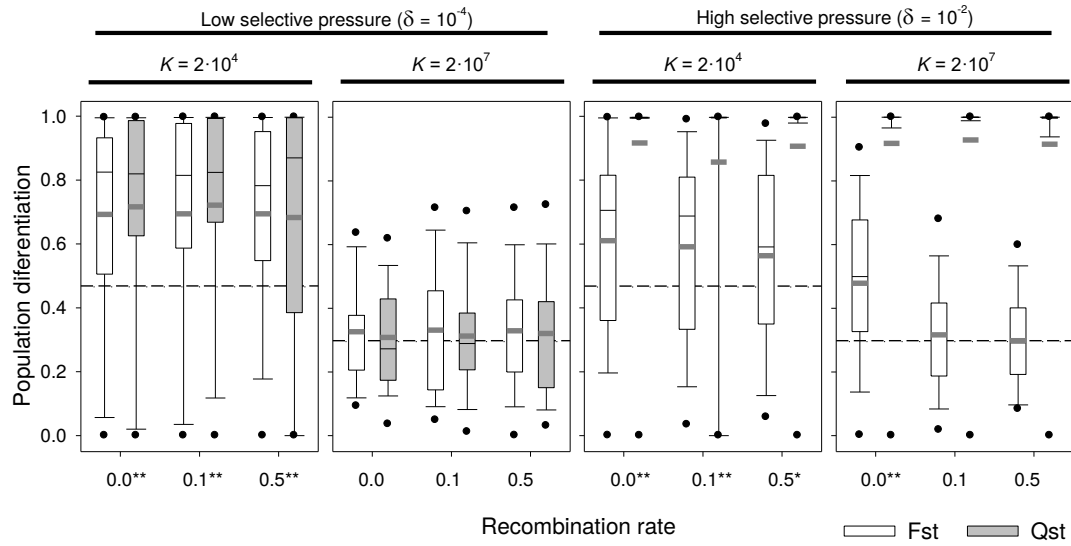 Low selective pressure (δ = 10⁻⁴) High selective pressure (δ = 10⁻²)
K = 2·10⁴ K = 2·10⁷ K = 2·10⁴ K = 2·10⁷
Population diferentiation
1.0
0.8
0.6
0.4
0.2
0.0
0.0** 0.1** 0.5** 0.0 0.1 0.5 0.0** 0.1** 0.5* 0.0** 0.1 0.5
Recombination rate
Fst Qst